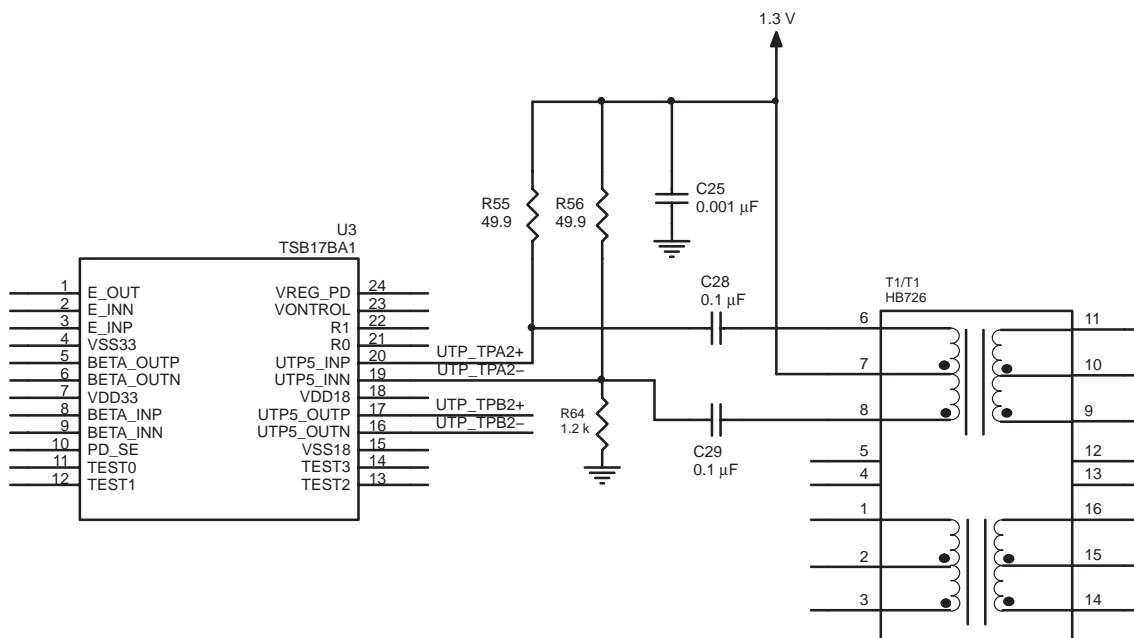 1.3 V
R55
49.9
R56
49.9
C25
0.001 μF
U3
TSB17BA1
1 E_OUT VREG_PD 24
2 E_INN VONTROL 23
3 E_INP R1 22
4 VSS33 R0 21
5 BETA_OUTP UTP5_INP 20 UTP_TPA2+
6 BETA_OUTN UTP5_INN 19 UTP_TPA2–
7 VDD33 VDD18 18
8 BETA_INP UTP5_OUTP 17 UTP_TPB2+
9 BETA_INN UTP5_OUTN 16 UTP_TPB2–
10 PD_SE VSS18 15
11 TEST0 TEST3 14
12 TEST1 TEST2 13
R64
1.2 k
C28
0.1 μF
C29
0.1 μF
T1/T1
HB726
6 11
7 10
8 9
5 12
4 13
1 16
2 15
3 14